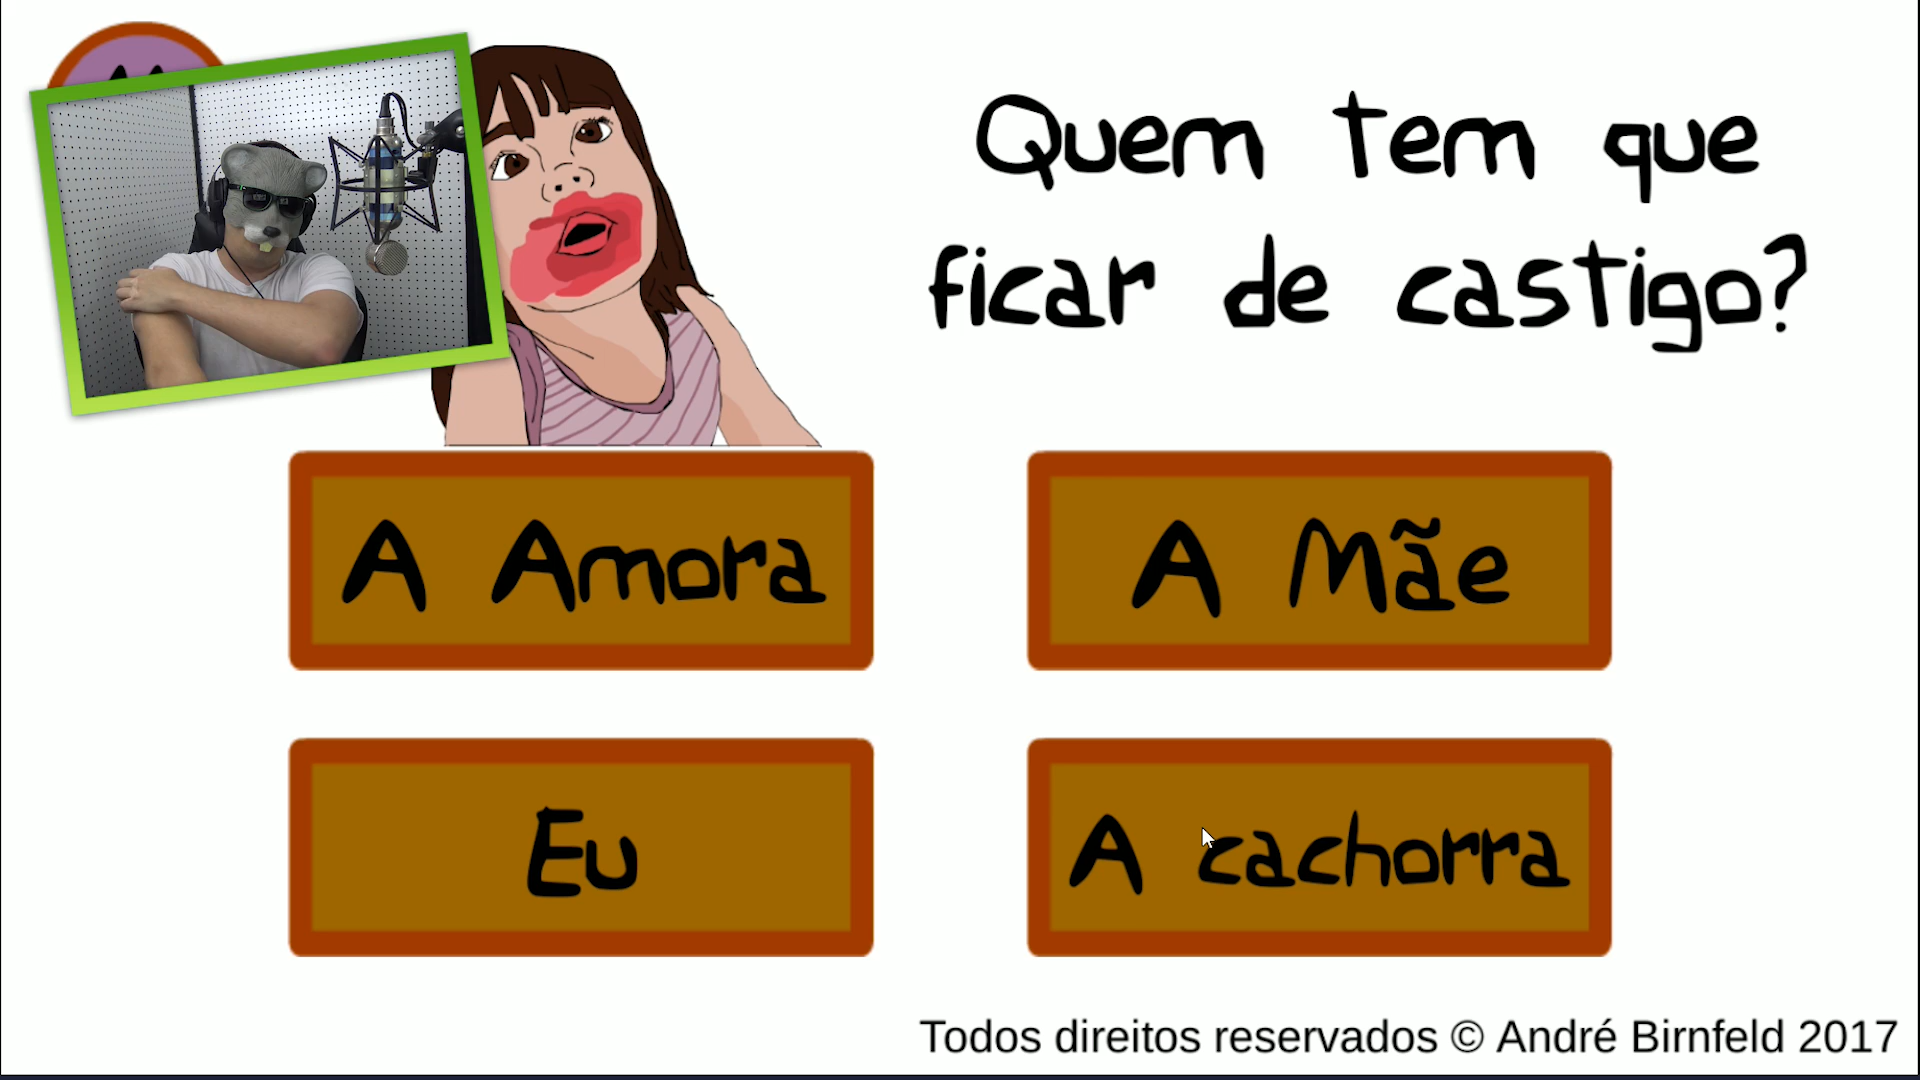 Quem tem que
ficar de castigo?
A Amora
A Mãe
Eu
A cachorra
Todos direitos reservados © André Birnfeld 2017